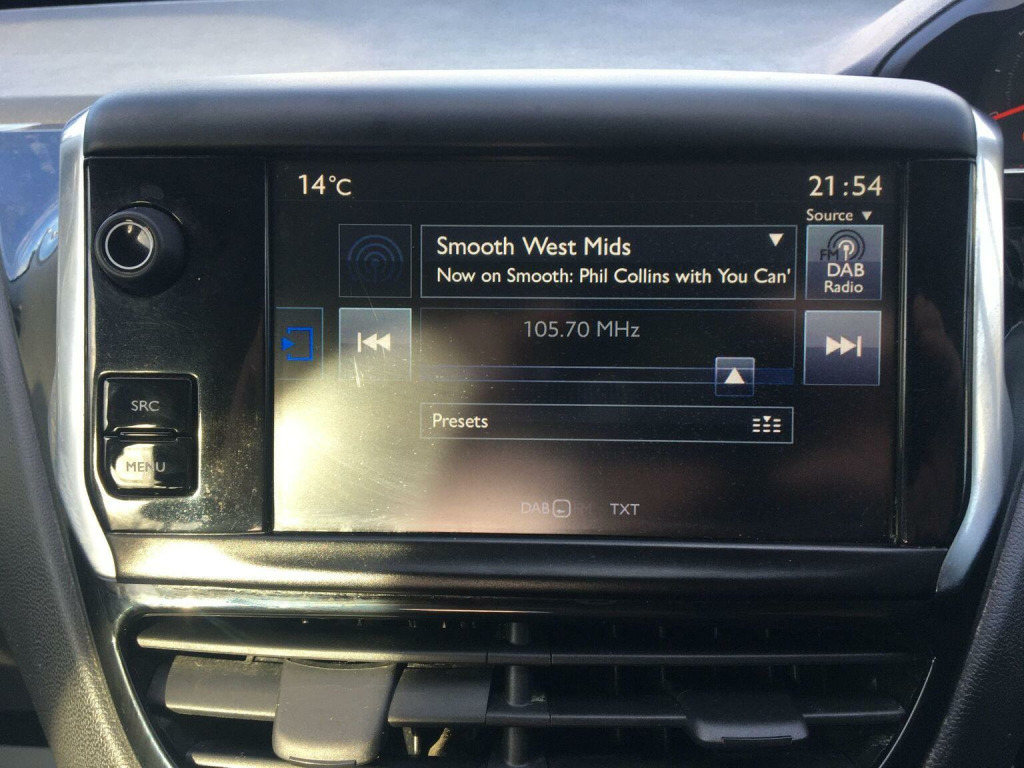 14°C
21:54
Source
Smooth West Mids
Now on Smooth: Phil Collins with You Can'
FM
DAB
Radio
105.70 MHz
SRC
Presets
MENU
DAB FM TXT